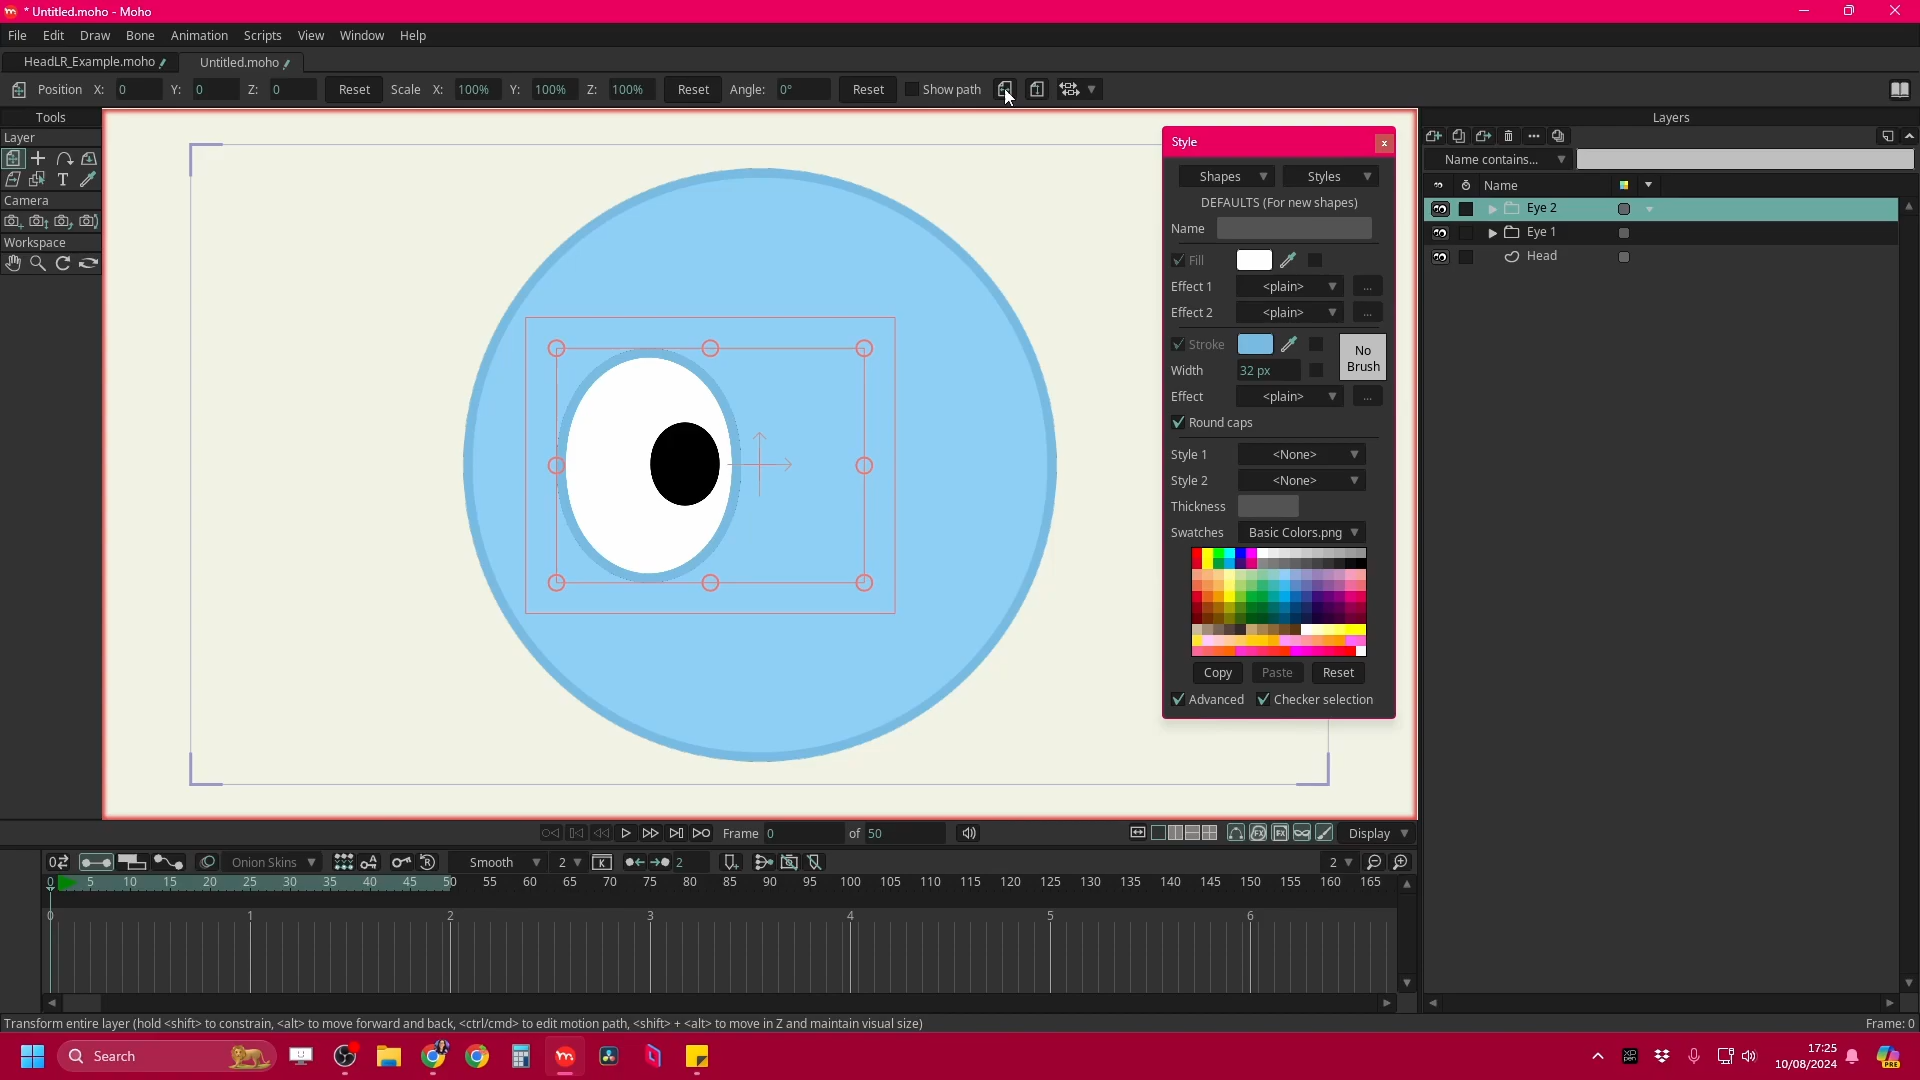 * Untitled.moho - Moho
File Edit Draw Bone Animation Scripts View Window Help
HeadLR_Example.moho Untitled.moho
Position X: 0 Y: 0 Z: 0 Reset Scale X: 100% Y: 100% Z: 100% Reset Angle: 0° Reset Show path
Tools
Layer
Camera
Workspace
Style
Shapes Styles
DEFAULTS (For new shapes)
Name
Fill
Effect 1 <plain> ...
Effect 2 <plain> ...
Stroke
No Brush
Width 32 px
Effect <plain> ...
Round caps
Style 1 <None>
Style 2 <None>
Thickness
Swatches Basic Colors.png
Copy Paste Reset
Advanced Checker selection
Layers
Name contains...
Name
Eye 2
Eye 1
Head
Frame 0 of 50 Display
Onion Skins Smooth 2 K 2 2
0 5 10 15 20 25 30 35 40 45 50 55 60 65 70 75 80 85 90 95 100 105 110 115 120 125 130 135 140 145 150 155 160 165
0 1 2 3 4 5 6
Transform entire layer (hold <shift> to constrain, <alt> to move forward and back, <ctrl/cmd> to edit motion path, <shift> + <alt> to move in Z and maintain visual size) Frame: 0
Search
17:25
10/08/2024